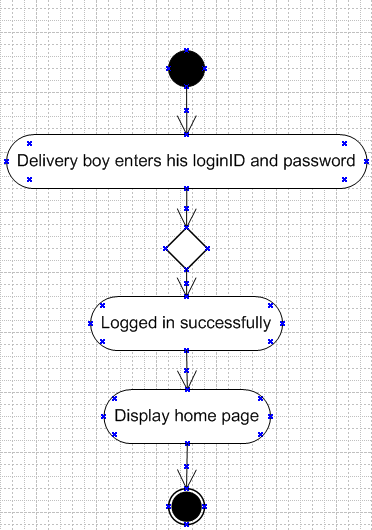 Delivery boy enters his loginID and password
Logged in successfully
Display home page